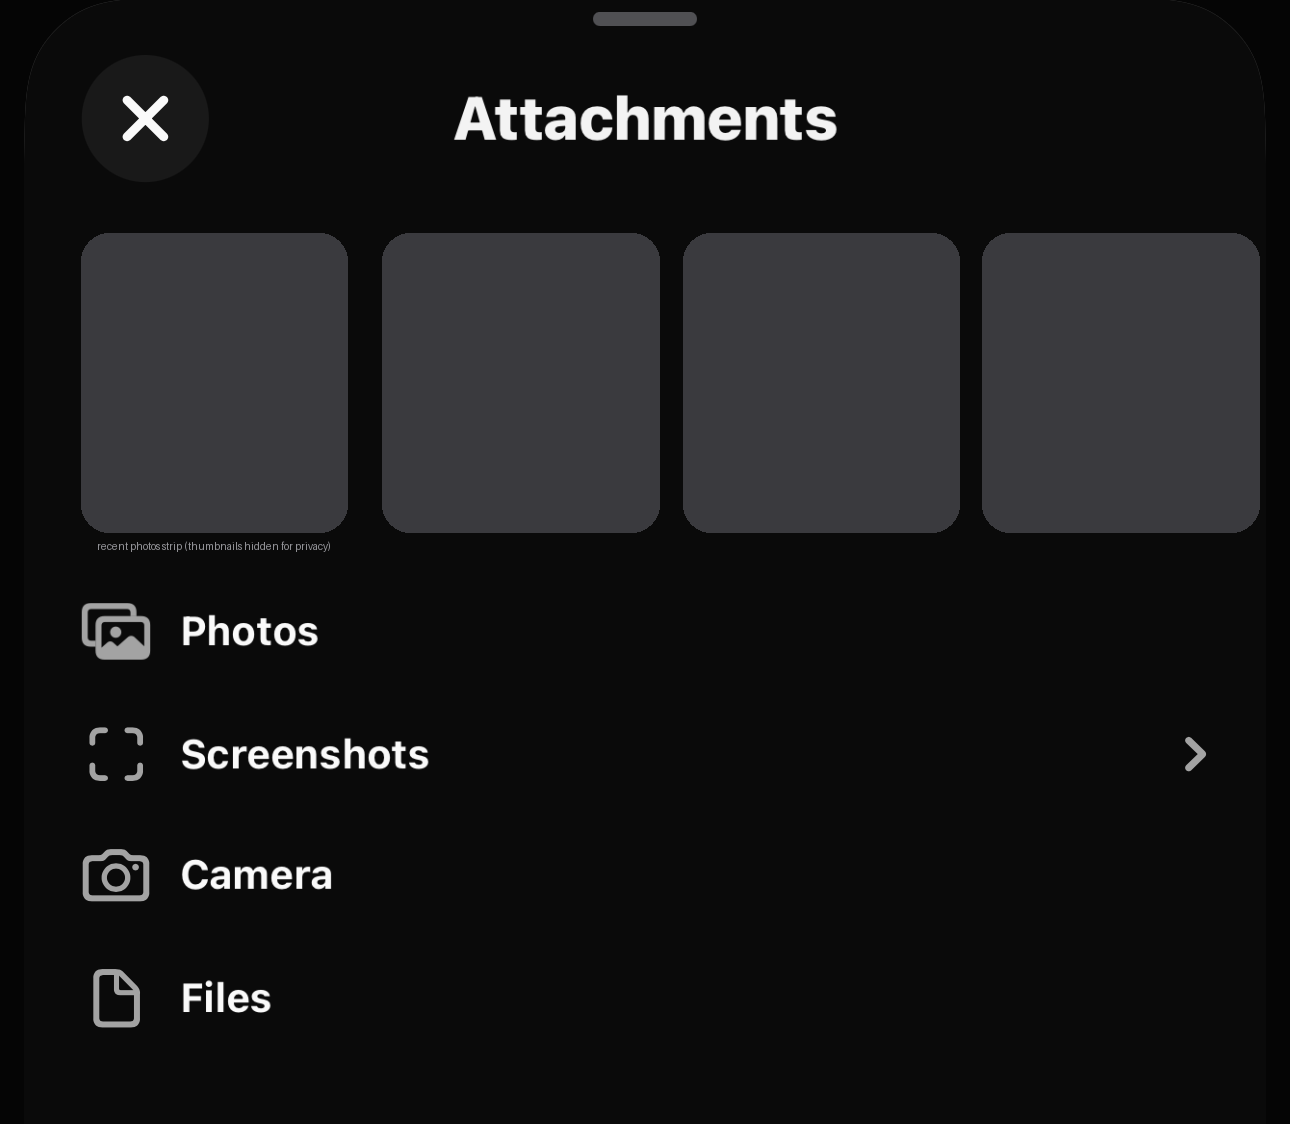 Attachments
recent photos strip (thumbnails hidden for privacy)
Photos
Screenshots
Camera
Files